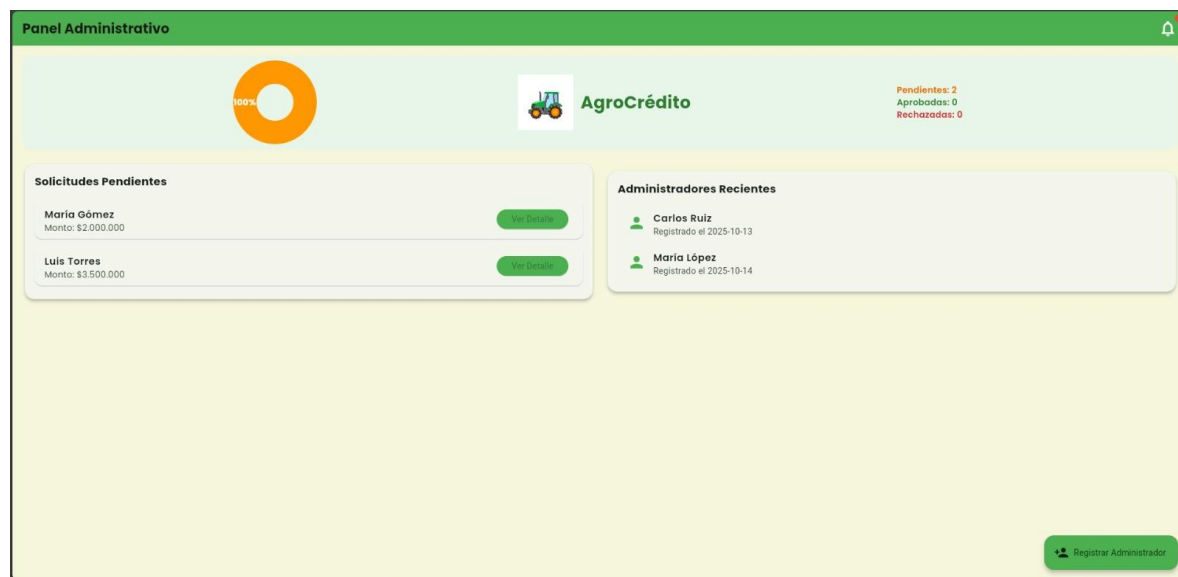 Panel Administrativo
100%
AgroCrédito
Pendientes: 2
Aprobadas: 0
Rechazadas: 0
Solicitudes Pendientes
María Gómez
Monto: $2.000.000
Ver Detalle
Luis Torres
Monto: $3.500.000
Ver Detalle
Administradores Recientes
Carlos Ruiz
Registrado el 2025-10-13
María López
Registrado el 2025-10-14
Registrar Administrador